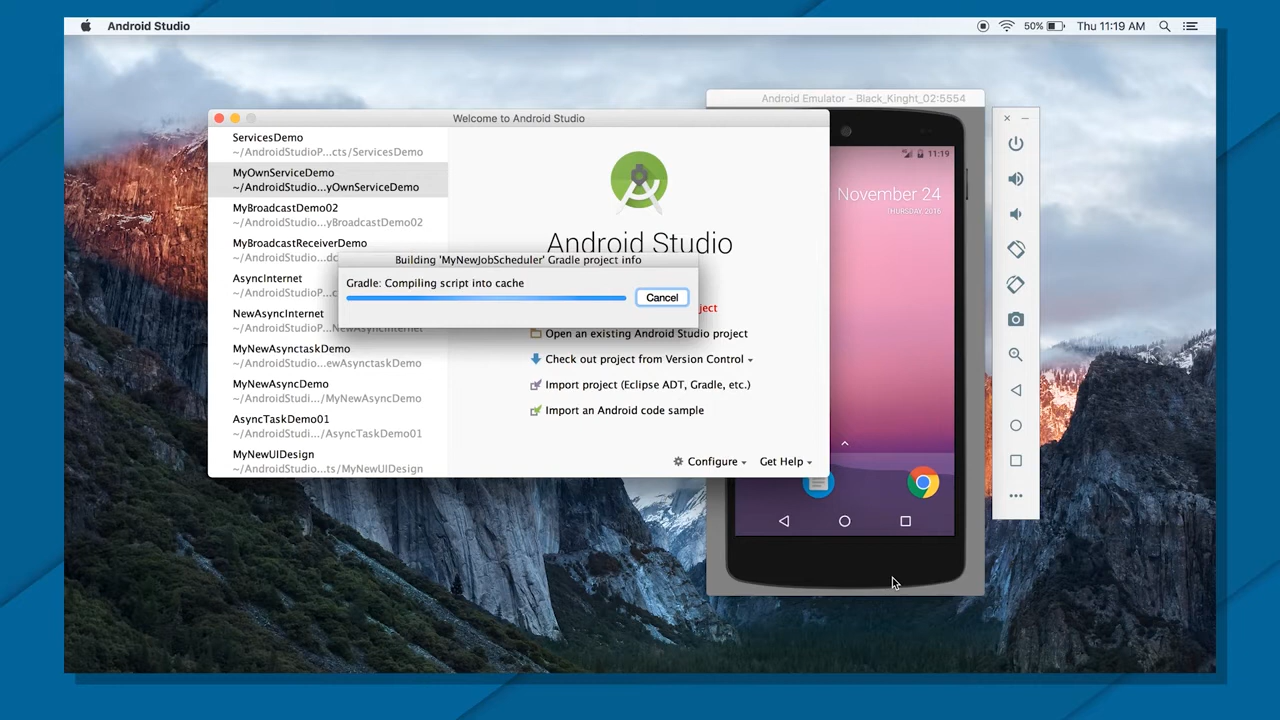 Android Studio
50%
Thu 11:19 AM
Android Emulator - Black_Kinght_02:5554
Welcome to Android Studio
ServicesDemo
~/AndroidStudioP...cts/ServicesDemo
MyOwnServiceDemo
~/AndroidStudio...yOwnServiceDemo
MyBroadcastDemo02
~/AndroidStudio...yBroadcastDemo02
MyBroadcastReceiverDemo
AsyncInternet
NewAsyncInternet
MyNewAsynctaskDemo
~/AndroidStudio...ewAsynctaskDemo
MyNewAsyncDemo
~/AndroidStudi.../MyNewAsyncDemo
AsyncTaskDemo01
~/AndroidStudi.../AsyncTaskDemo01
MyNewUIDesign
~/AndroidStudio...ts/MyNewUIDesign
Android Studio
Building 'MyNewJobScheduler' Gradle project info
Gradle: Compiling script into cache
Cancel
Open an existing Android Studio project
Check out project from Version Control
Import project (Eclipse ADT, Gradle, etc.)
Import an Android code sample
Configure
Get Help
11:19
November 24
THURSDAY, 2016